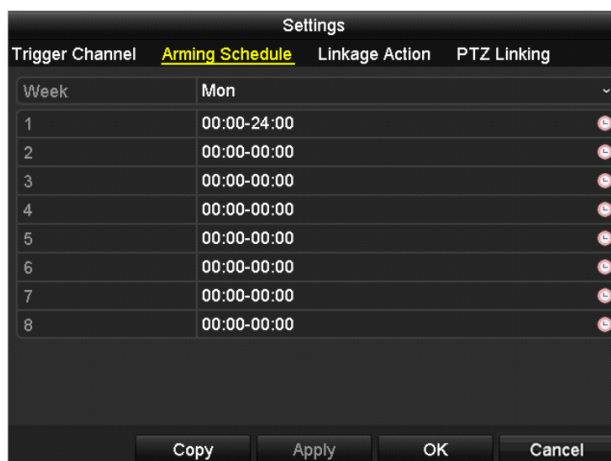 Settings
Trigger Channel Arming Schedule Linkage Action PTZ Linking
Week Mon
1 00:00-24:00
2 00:00-00:00
3 00:00-00:00
4 00:00-00:00
5 00:00-00:00
6 00:00-00:00
7 00:00-00:00
8 00:00-00:00
Copy Apply OK Cancel